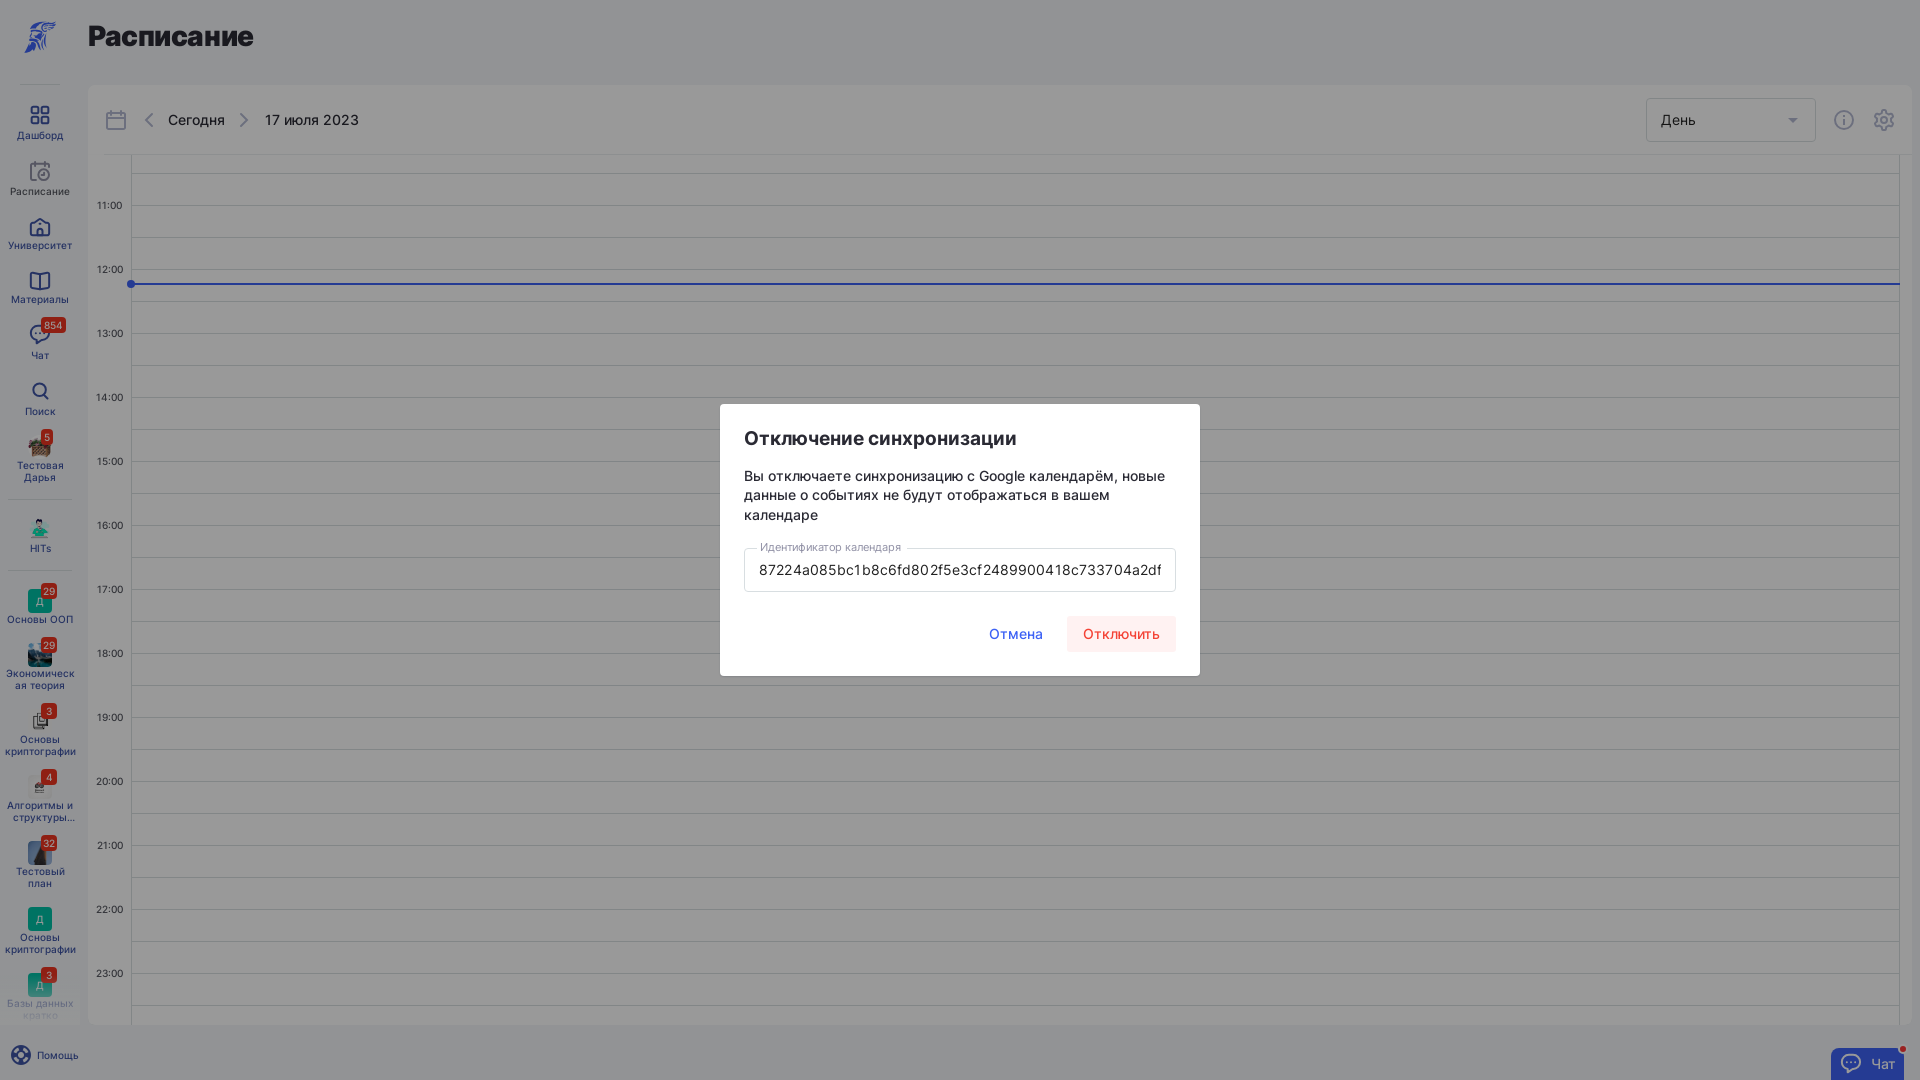 Расписание
Сегодня
17 июля 2023
День
Дашборд
Расписание
Университет
Материалы
854
Чат
Поиск
5
Тестовая
Дарья
HITs
29
Д
Основы ООП
29
Экономическ
ая теория
3
Основы
криптографии
4
Алгоритмы и
структуры...
32
Тестовый
план
Д
Основы
криптографии
3
Д
Базы данных
кратко
Помощь
11:00
12:00
13:00
14:00
15:00
16:00
17:00
18:00
19:00
20:00
21:00
22:00
23:00
Отключение синхронизации
Вы отключаете синхронизацию с Google календарём, новые
данные о событиях не будут отображаться в вашем
календаре
Идентификатор календаря
87224a085bc1b8c6fd802f5e3cf2489900418c733704a2df
Отмена
Отключить
Чат